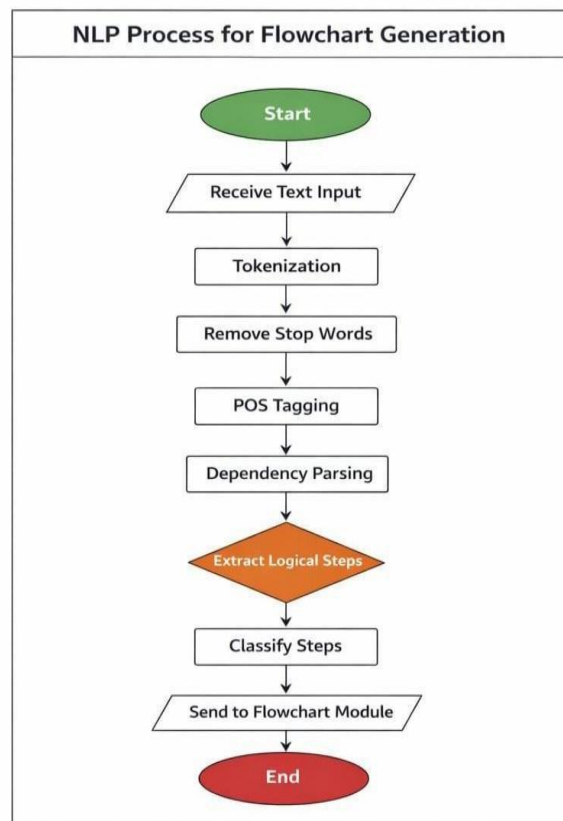 NLP Process for Flowchart Generation
Start
Receive Text Input
Tokenization
Remove Stop Words
POS Tagging
Dependency Parsing
Extract Logical Steps
Classify Steps
Send to Flowchart Module
End